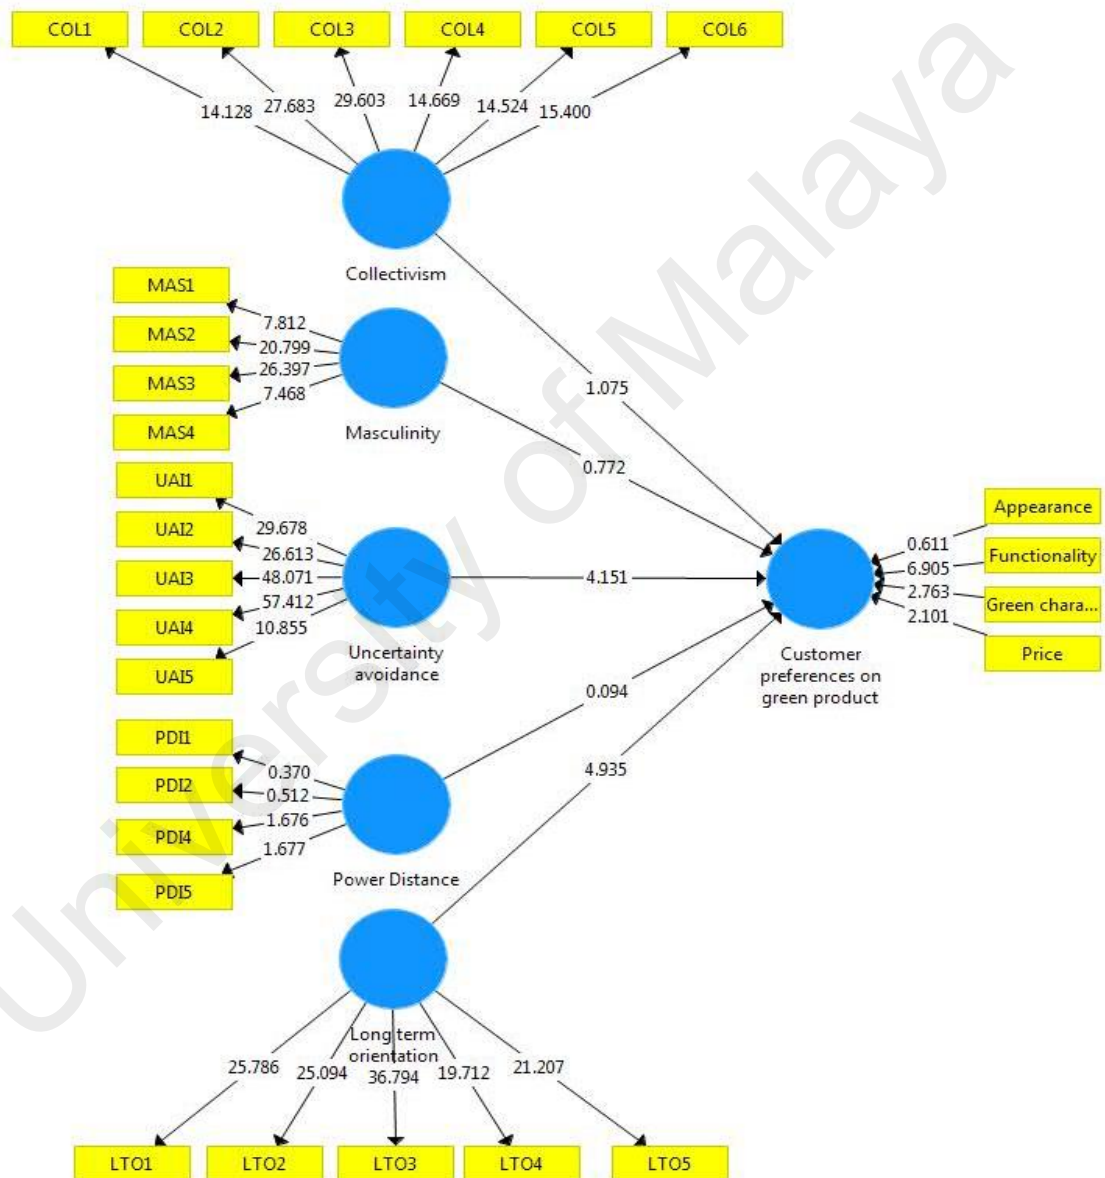 COL1 COL2 COL3 COL4 COL5 COL6
14.128 27.683 29.603 14.669 14.524 15.400
Collectivism
MAS1
MAS2
MAS3
MAS4
7.812
20.799
26.397
7.468
Masculinity
UAI1
UAI2
UAI3
UAI4
UAI5
29.678
26.613
48.071
57.412
10.855
Uncertainty
avoidance
PDI1
PDI2
PDI4
PDI5
0.370
0.512
1.676
1.677
Power Distance
Long term
orientation
25.786 25.094 36.794 19.712 21.207
LTO1 LTO2 LTO3 LTO4 LTO5
1.075
0.772
4.151
0.094
4.935
Customer
preferences on
green product
0.611
6.905
2.763
2.101
Appearance
Functionality
Green chara...
Price
University of Malaya